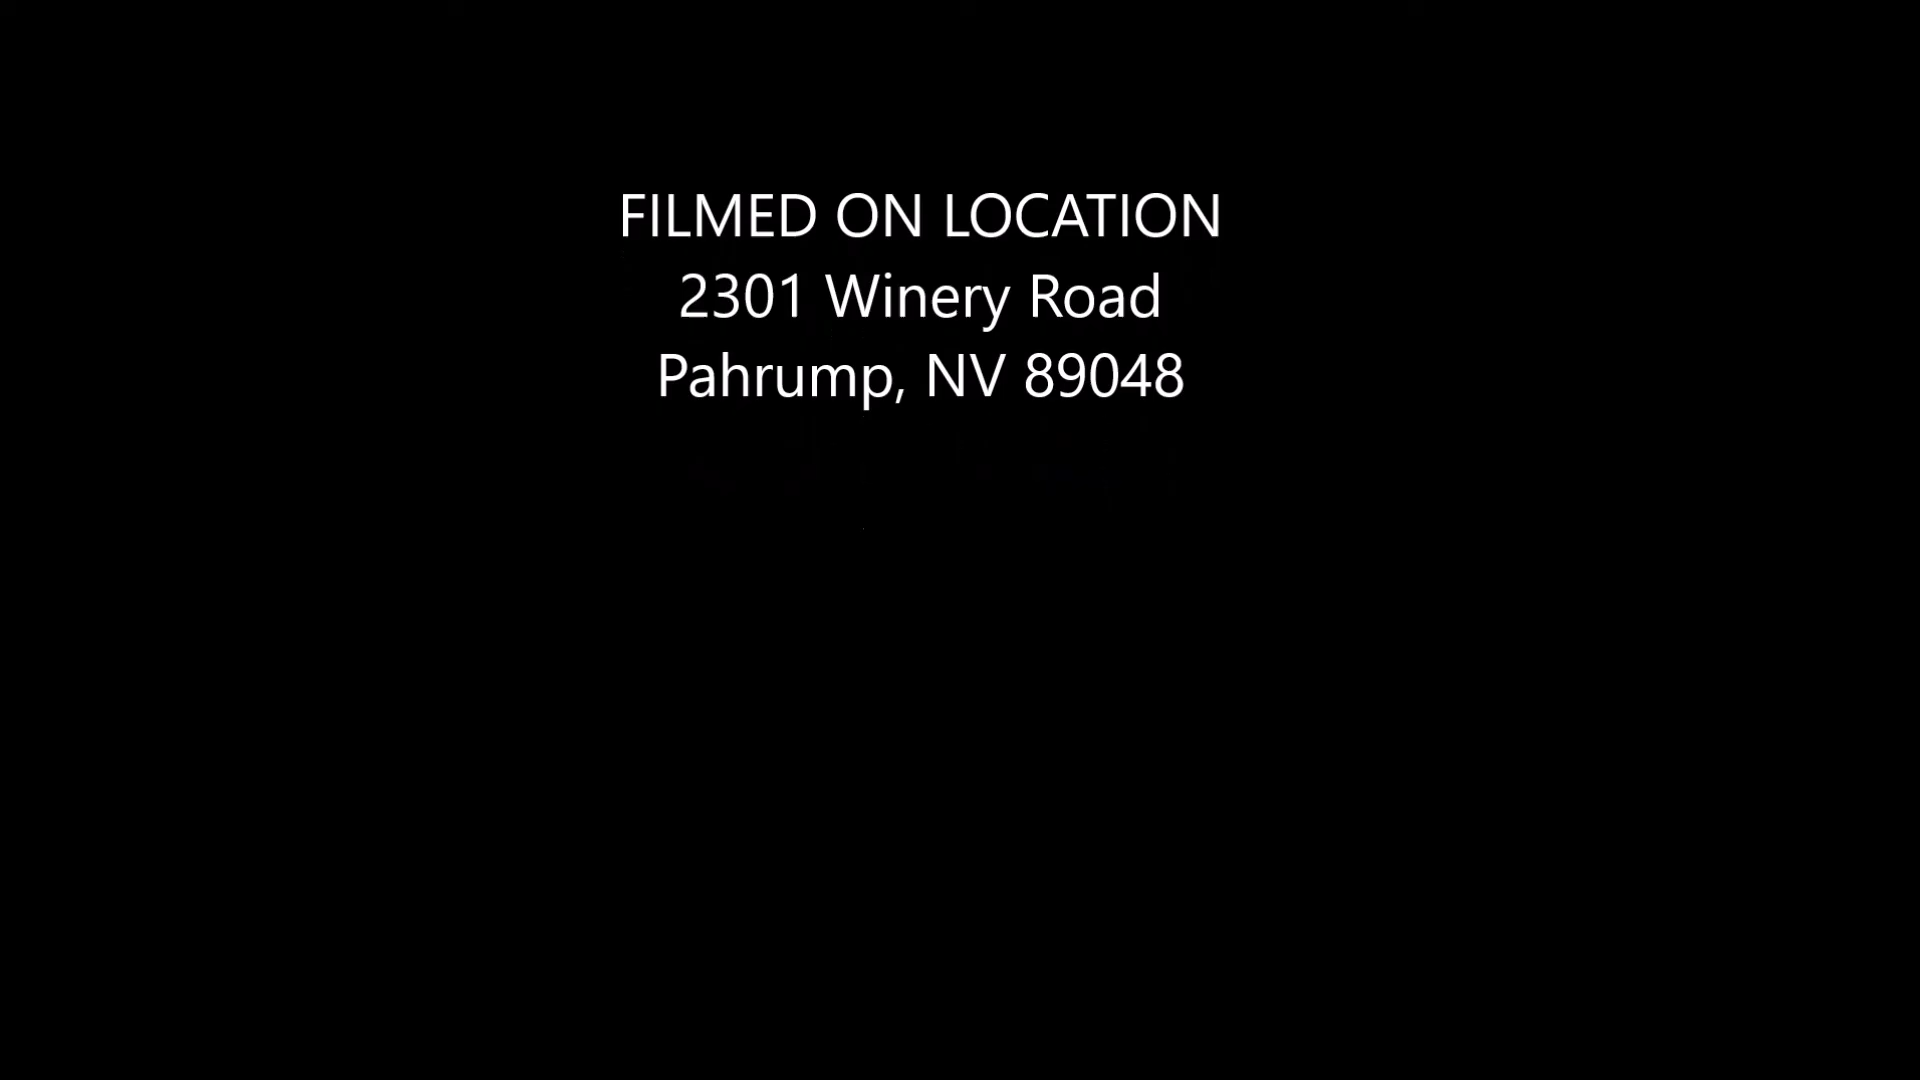 FILMED ON LOCATION
2301 Winery Road
Pahrump, NV 89048